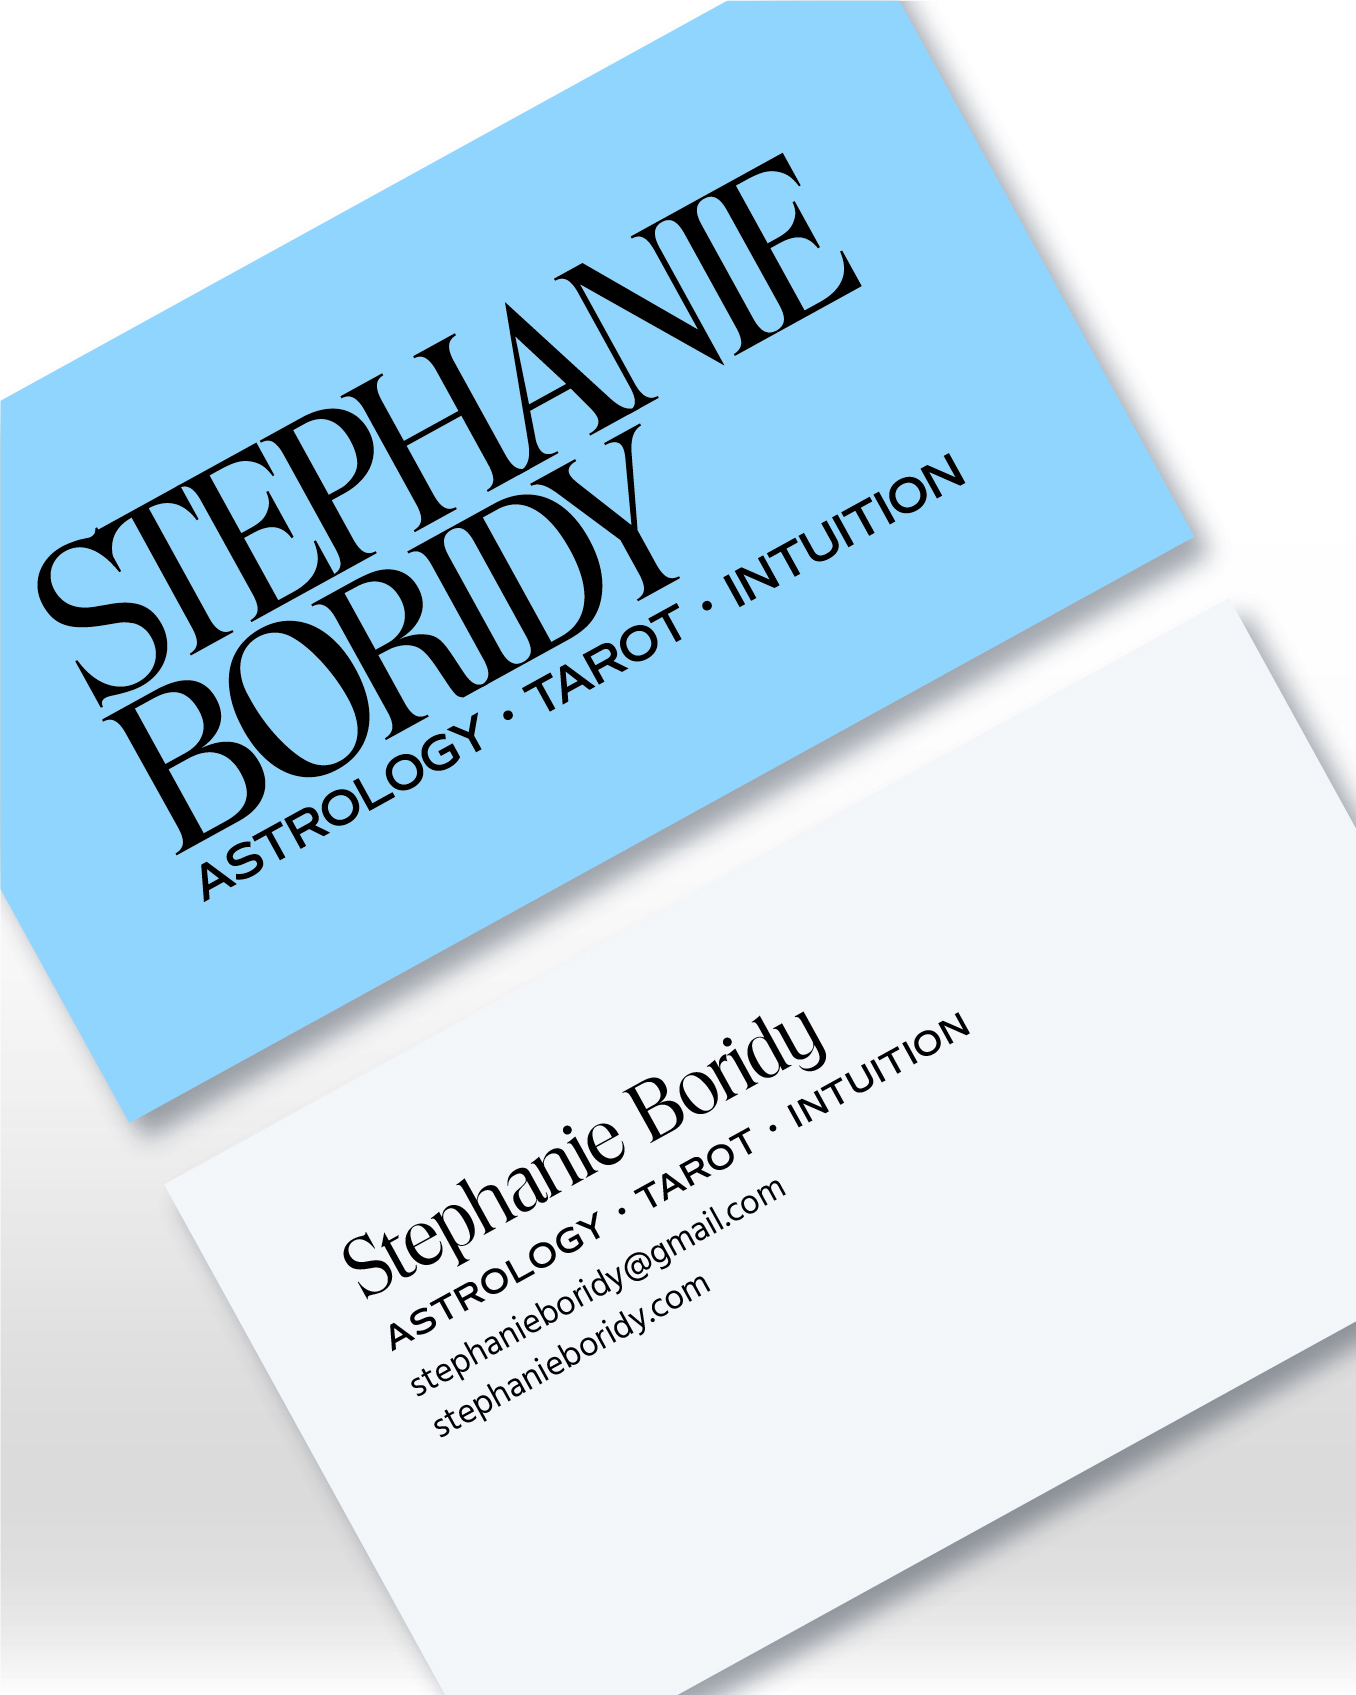 STEPHANIE
BORIDY
ASTROLOGY • TAROT • INTUITION
Stephanie Boridy
ASTROLOGY • TAROT • INTUITION
stephanieboridy@gmail.com
stephanieboridy.com